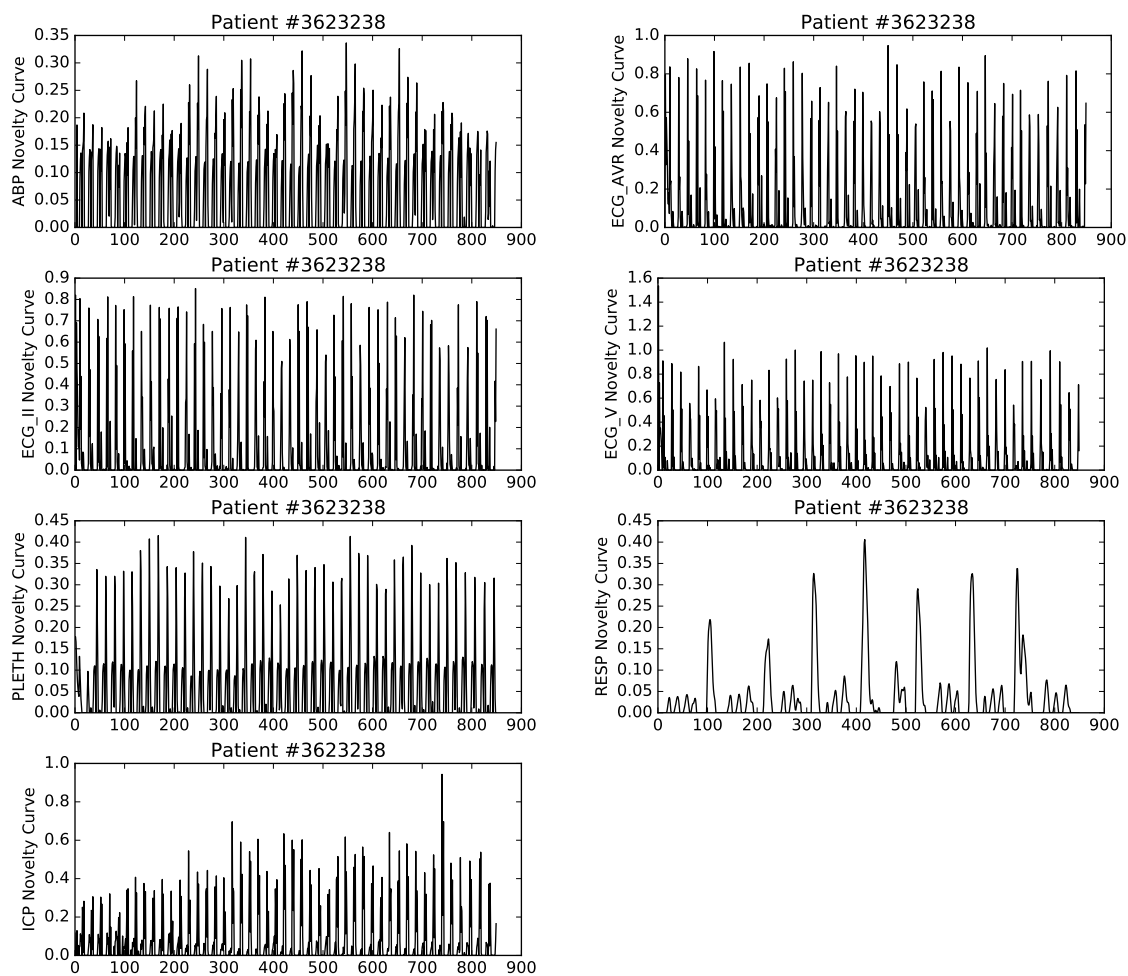 Patient #3623238
ABP Novelty Curve
0.35
0.30
0.25
0.20
0.15
0.10
0.05
0.00
0 100 200 300 400 500 600 700 800 900
Patient #3623238
ECG_AVR Novelty Curve
1.0
0.8
0.6
0.4
0.2
0.0
0 100 200 300 400 500 600 700 800 900
Patient #3623238
ECG_II Novelty Curve
0.9
0.8
0.7
0.6
0.5
0.4
0.3
0.2
0.1
0.0
0 100 200 300 400 500 600 700 800 900
Patient #3623238
ECG_V Novelty Curve
1.6
1.4
1.2
1.0
0.8
0.6
0.4
0.2
0.0
0 100 200 300 400 500 600 700 800 900
Patient #3623238
PLETH Novelty Curve
0.45
0.40
0.35
0.30
0.25
0.20
0.15
0.10
0.05
0.00
0 100 200 300 400 500 600 700 800 900
Patient #3623238
RESP Novelty Curve
0.45
0.40
0.35
0.30
0.25
0.20
0.15
0.10
0.05
0.00
0 100 200 300 400 500 600 700 800 900
Patient #3623238
ICP Novelty Curve
1.0
0.8
0.6
0.4
0.2
0.0
0 100 200 300 400 500 600 700 800 900